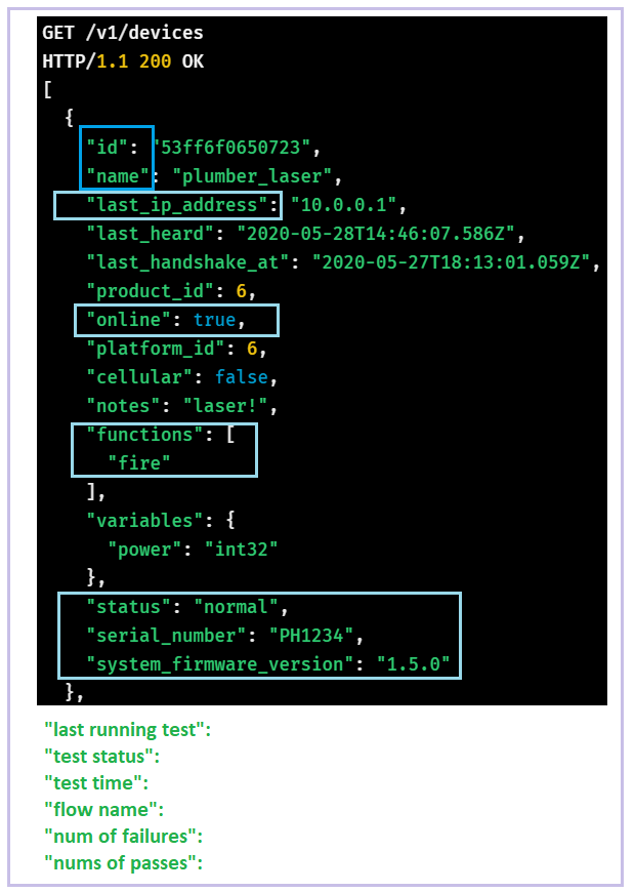 GET /v1/devices
HTTP/1.1 200 OK
[
{
"id": "53ff6f0650723",
"name": "plumber_laser",
"last_ip_address": "10.0.0.1",
"last_heard": "2020-05-28T14:46:07.586Z",
"last_handshake_at": "2020-05-27T18:13:01.059Z",
"product_id": 6,
"online": true,
"platform_id": 6,
"cellular": false,
"notes": "laser!",
"functions": [
"fire"
],
"variables": {
"power": "int32"
},
"status": "normal",
"serial_number": "PH1234",
"system_firmware_version": "1.5.0"
},
"last running test":
"test status":
"test time":
"flow name":
"num of failures":
"nums of passes":